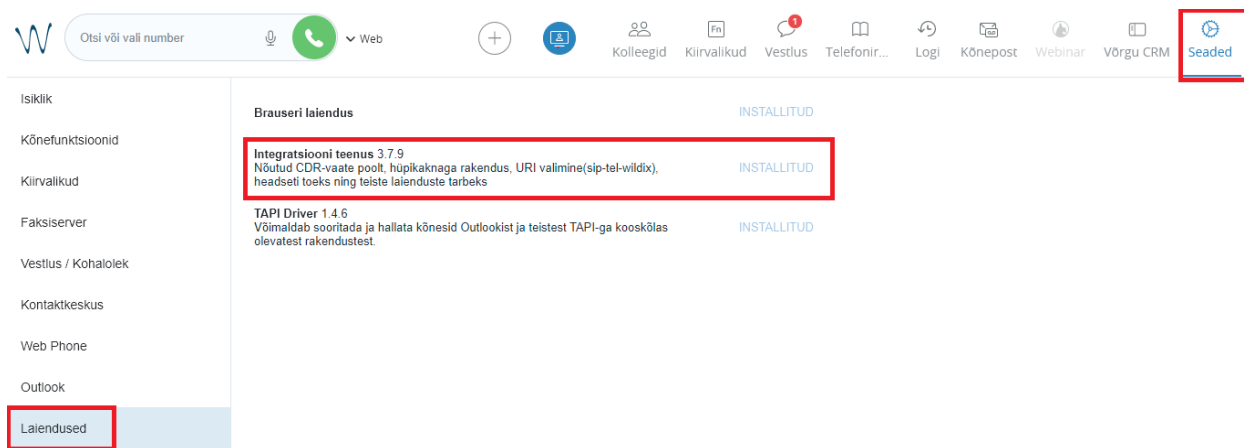 Otsi või vali number
Web
Fn
1
Kolleegid
Kiirvalikud
Vestlus
Telefonir...
Logi
Kõnepost
Webinar
Võrgu CRM
Seaded
Isiklik
Kõnefunktsioonid
Kiirvalikud
Faksiserver
Vestlus / Kohalolek
Kontaktkeskus
Web Phone
Outlook
Laiendused
Brauseri laiendus
INSTALLITUD
Integratsiooni teenus 3.7.9
Nõutud CDR-vaate poolt, hüpikaknaga rakendus, URI valimine(sip-tel-wildix),
headseti toeks ning teiste laienduste tarbeks
INSTALLITUD
TAPI Driver 1.4.6
Võimaldab sooritada ja hallata kõnesid Outlookist ja teistest TAPI-ga kooskõlas
olevatest rakendustest.
INSTALLITUD